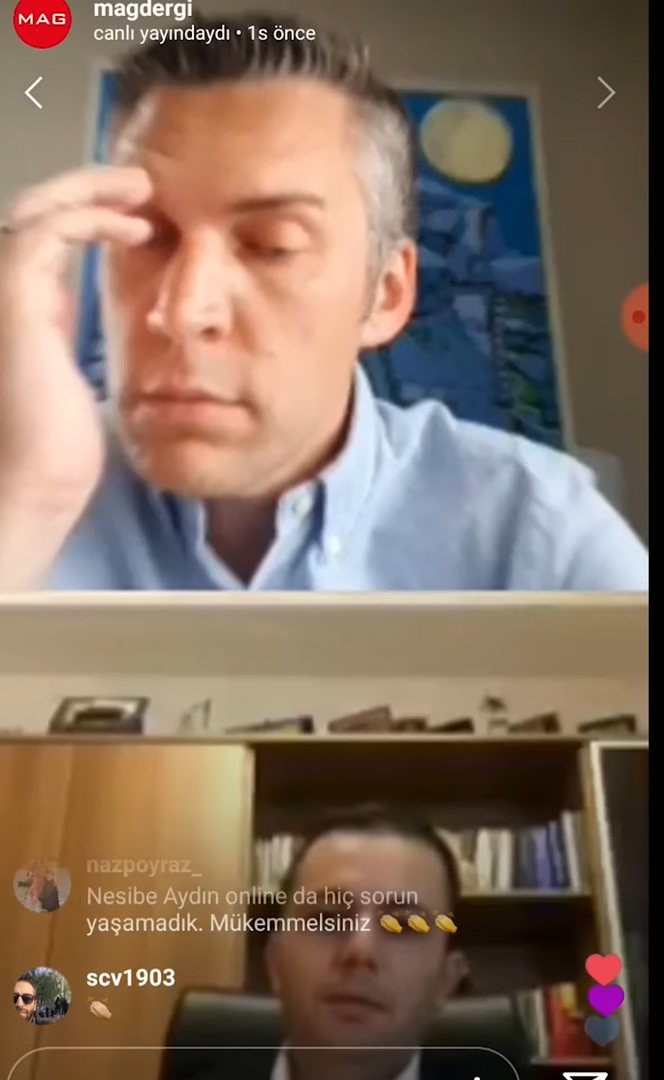 MAG
magdergi
canlı yayındaydı • 1s önce
nazpoyraz_
Nesibe Aydın online da hiç sorun
yaşamadık. Mükemmelsiniz 👏👏👏
scv1903
👏